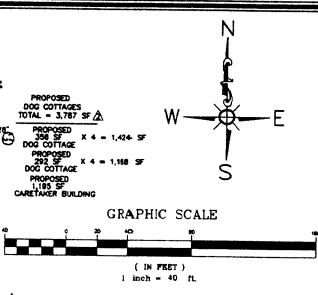 PROPOSED
DOG COTTAGES
TOTAL = 3,787 SF 2
PROPOSED
356 SF X 4 = 1,424 SF
DOG COTTAGE
PROPOSED
292 SF X 4 = 1,168 SF
DOG COTTAGE
PROPOSED
1,195 SF
CARETAKER BUILDING
N
W E
S
GRAPHIC SCALE
40 0 20 40 80 160
( IN FEET )
1 inch = 40 ft.